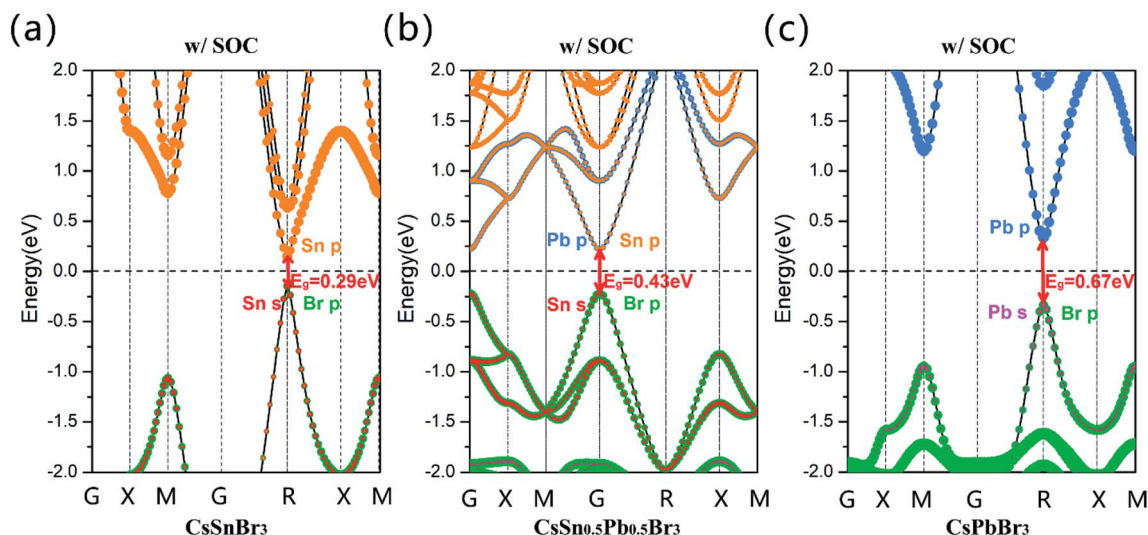 (a)
w/ SOC
Energy(eV)
2.0
1.5
1.0
0.5
0.0
-0.5
-1.0
-1.5
-2.0
Sn p
E_g=0.29eV
Sn s
Br p
G X M G R X M
CsSnBr₃
(b)
w/ SOC
Energy(eV)
2.0
1.5
1.0
0.5
0.0
-0.5
-1.0
-1.5
-2.0
Pb p
Sn p
E_g=0.43eV
Sn s
Br p
G X M G R X M
CsSn₀.₅Pb₀.₅Br₃
(c)
w/ SOC
Energy(eV)
2.0
1.5
1.0
0.5
0.0
-0.5
-1.0
-1.5
-2.0
Pb p
E_g=0.67eV
Pb s
Br p
G X M G R X M
CsPbBr₃